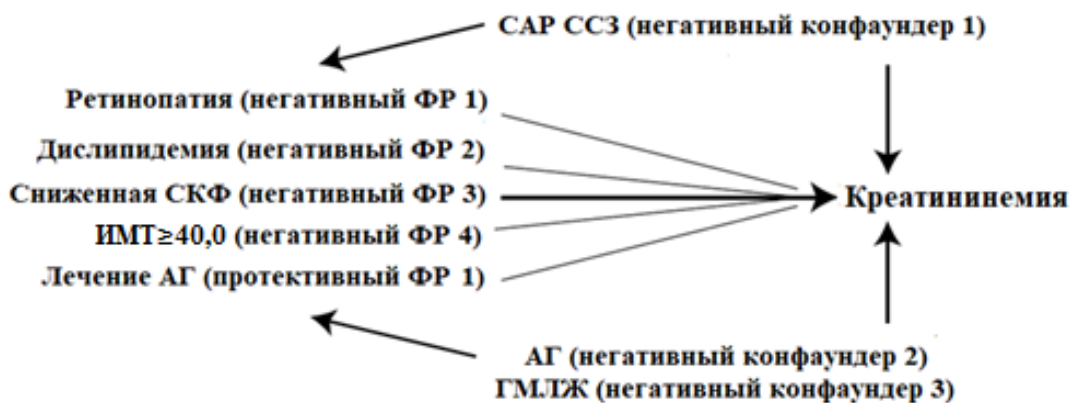 САР ССЗ (негативный конфаундер 1)
Ретинопатия (негативный ФР 1)
Дислипидемия (негативный ФР 2)
Сниженная СКФ (негативный ФР 3)
Креатининемия
ИМТ≥40,0 (негативный ФР 4)
Лечение АГ (протективный ФР 1)
АГ (негативный конфаундер 2)
ГМЛЖ (негативный конфаундер 3)